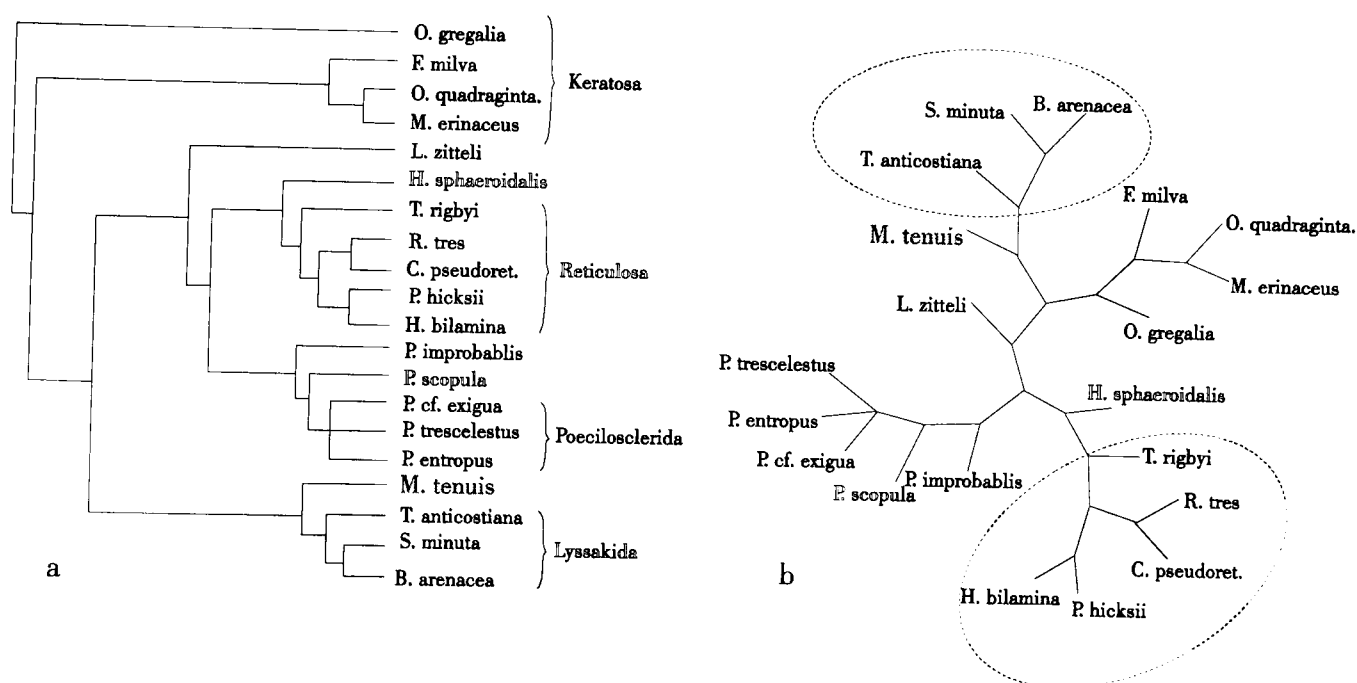 O. gregalia
F. milva
O. quadraginta.
M. erinaceus
Keratosa
L. zitteli
H. sphaeroidalis
T. rigbyi
R. tres
C. pseudoret.
P. hicksii
H. bilamina
Reticulosa
P. improbablis
P. scopula
P. cf. exigua
P. trescelestus
P. entropus
Poecilosclerida
M. tenuis
T. anticostiana
S. minuta
B. arenacea
Lyssakida
a
S. minuta
B. arenacea
T. anticostiana
F. milva
O. quadraginta.
M. tenuis
M. erinaceus
L. zitteli
O. gregalia
P. trescelestus
H. sphaeroidalis
P. entropus
P. cf. exigua
P. scopula
P. improbablis
T. rigbyi
R. tres
C. pseudoret.
H. bilamina
P. hicksii
b